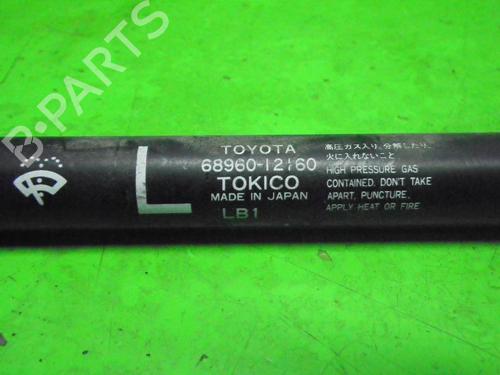 B-PARTS
L
TOYOTA
68960-12160
TOKICO
MADE IN JAPAN
LB1
高圧ガス入り,分解したり,
火に入れないこと
HIGH PRESSURE GAS
CONTAINED. DON'T TAKE
APART, PUNCTURE,
APPLY HEAT OR FIRE